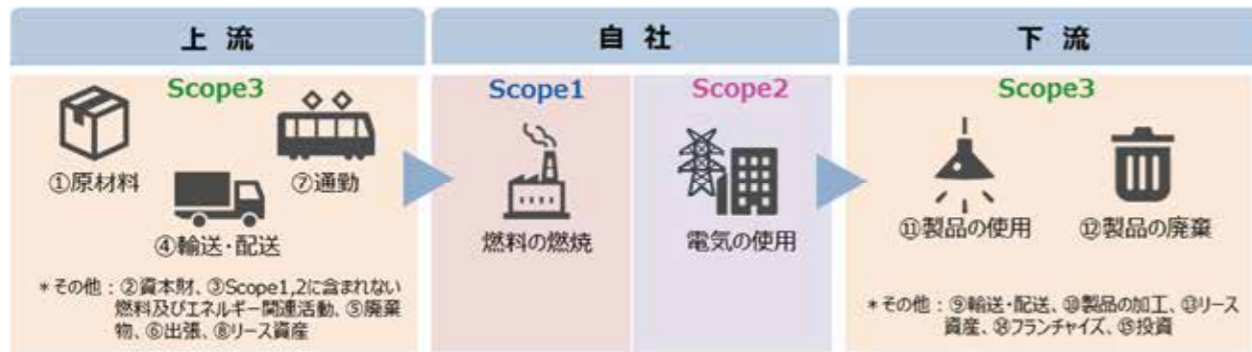 上 流
Scope3
①原材料
⑦通勤
④輸送・配送
*その他:②資本財、③Scope1,2に含まれない
燃料及びエネルギー関連活動、⑤廃棄
物、⑥出張、⑧リース資産
自 社
Scope1
燃料の燃焼
Scope2
電気の使用
下 流
Scope3
⑪製品の使用
⑫製品の廃棄
*その他:⑨輸送・配送、⑩製品の加工、⑬リース
資産、⑭フランチャイズ、⑮投資